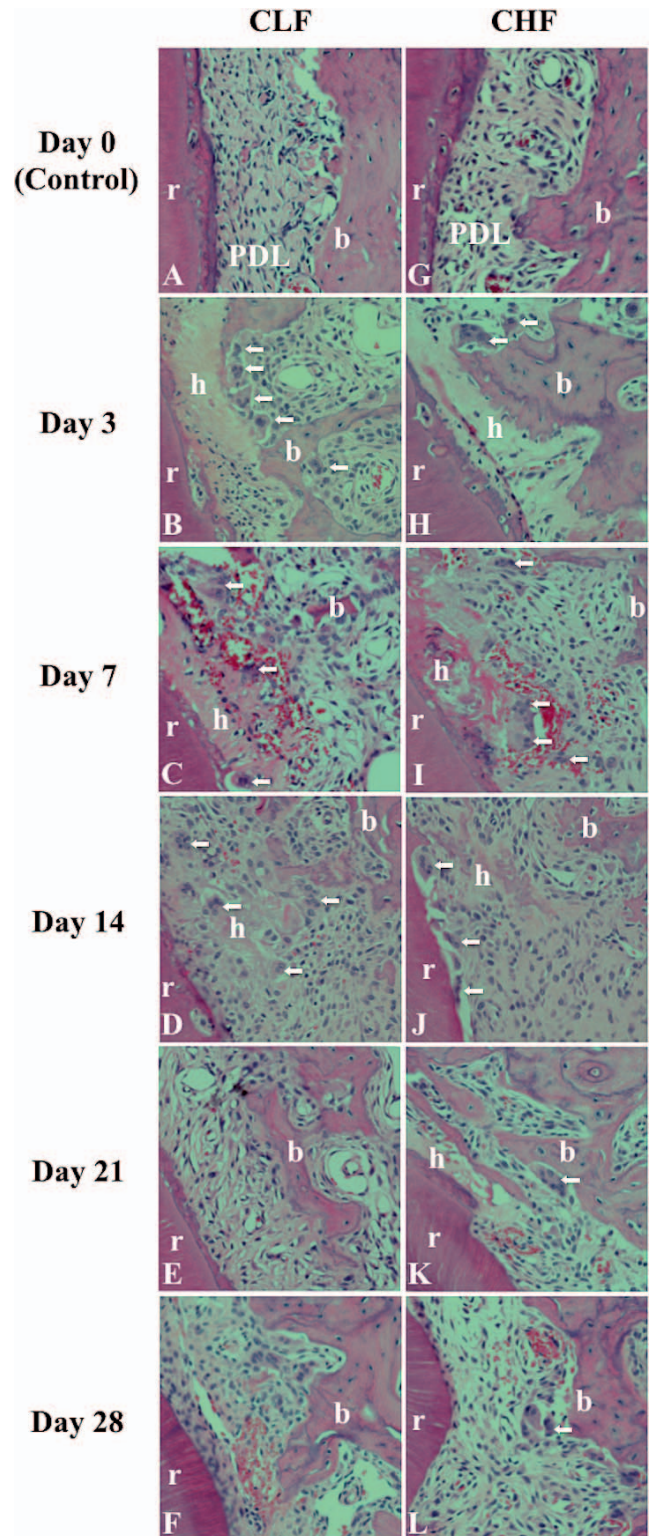 CLF CHF
Day 0
(Control)
r PDL b A
r PDL b G
Day 3
h b r B
b h r H
Day 7
b h r C
b h r I
Day 14
b h r D
b h r J
Day 21
b r E
h b r K
Day 28
b r F
b r L